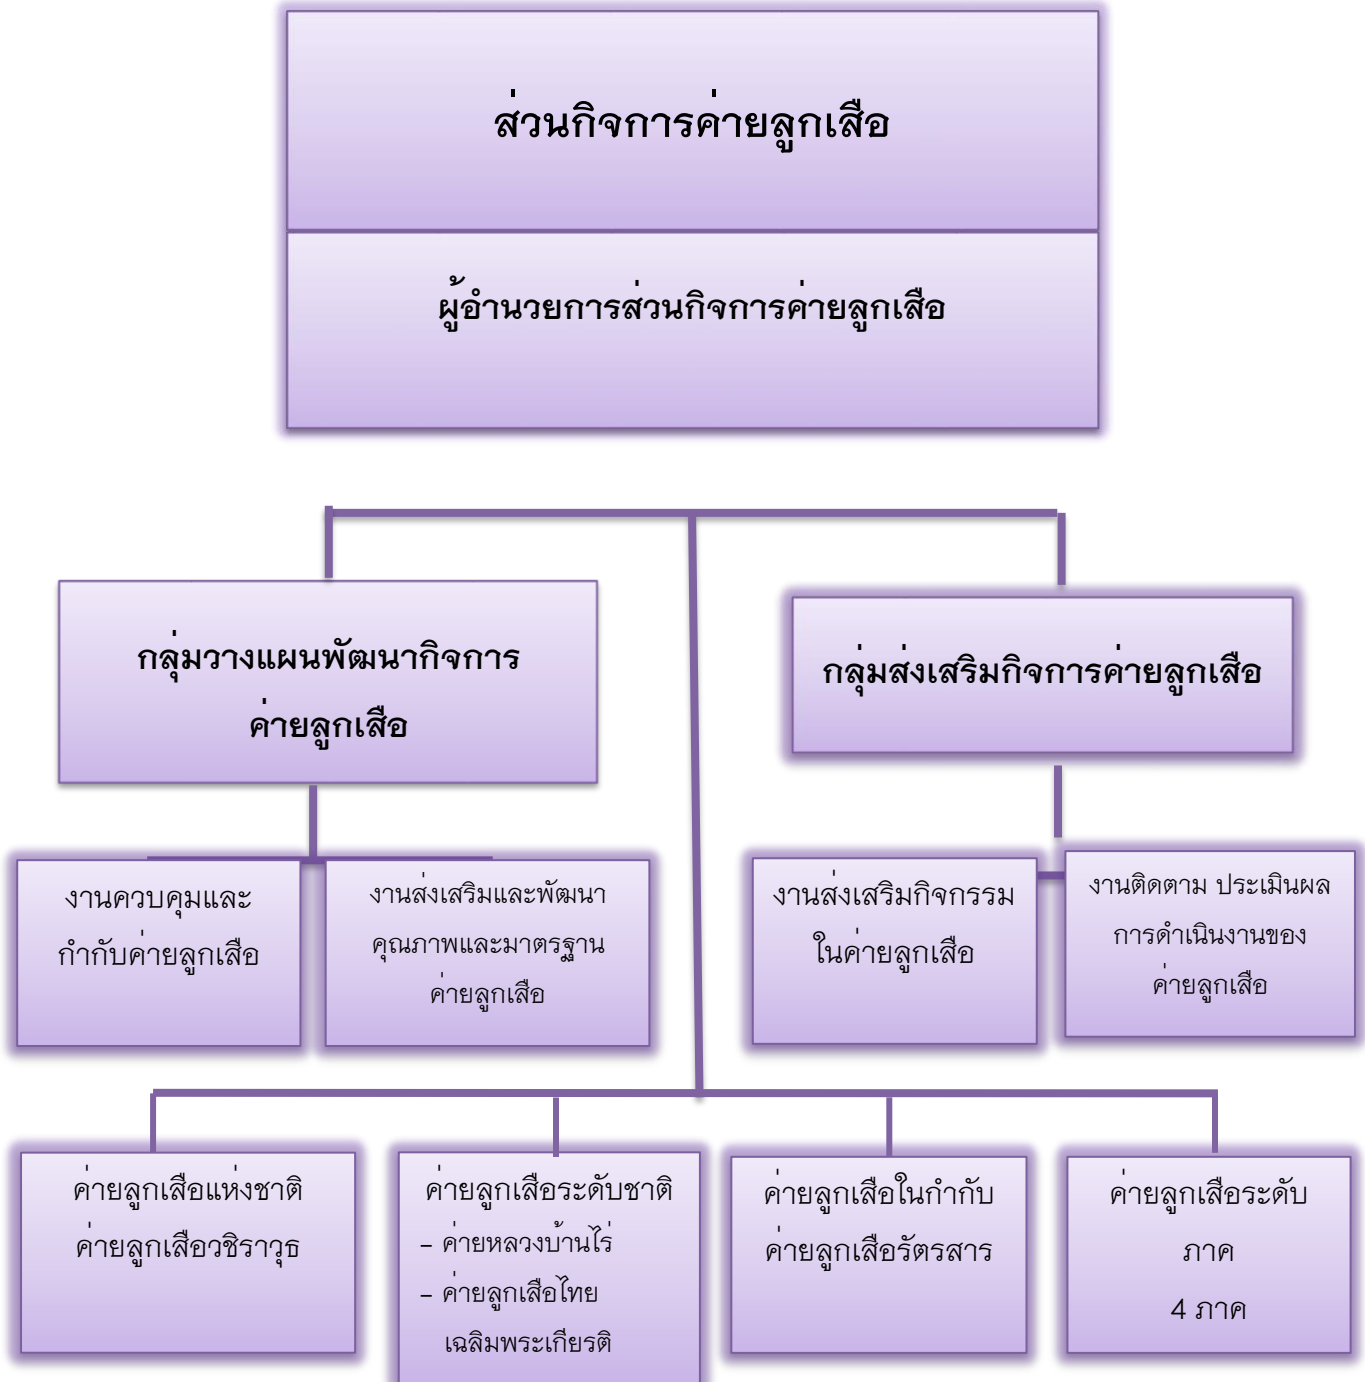 ส่วนกิจการค่ายลูกเสือ
ผู้อำนวยการส่วนกิจการค่ายลูกเสือ
กลุ่มวางแผนพัฒนากิจการ
ค่ายลูกเสือ
กลุ่มส่งเสริมกิจการค่ายลูกเสือ
งานควบคุมและ
กำกับค่ายลูกเสือ
งานส่งเสริมและพัฒนา
คุณภาพและมาตรฐาน
ค่ายลูกเสือ
งานส่งเสริมกิจกรรม
ในค่ายลูกเสือ
งานติดตาม ประเมินผล
การดำเนินงานของ
ค่ายลูกเสือ
ค่ายลูกเสือแห่งชาติ
ค่ายลูกเสือวชิราวุธ
ค่ายลูกเสือระดับชาติ
– ค่ายหลวงบ้านไร่
– ค่ายลูกเสือไทย
เฉลิมพระเกียรติ
ค่ายลูกเสือในกำกับ
ค่ายลูกเสือรัตรสาร
ค่ายลูกเสือระดับ
ภาค
4 ภาค